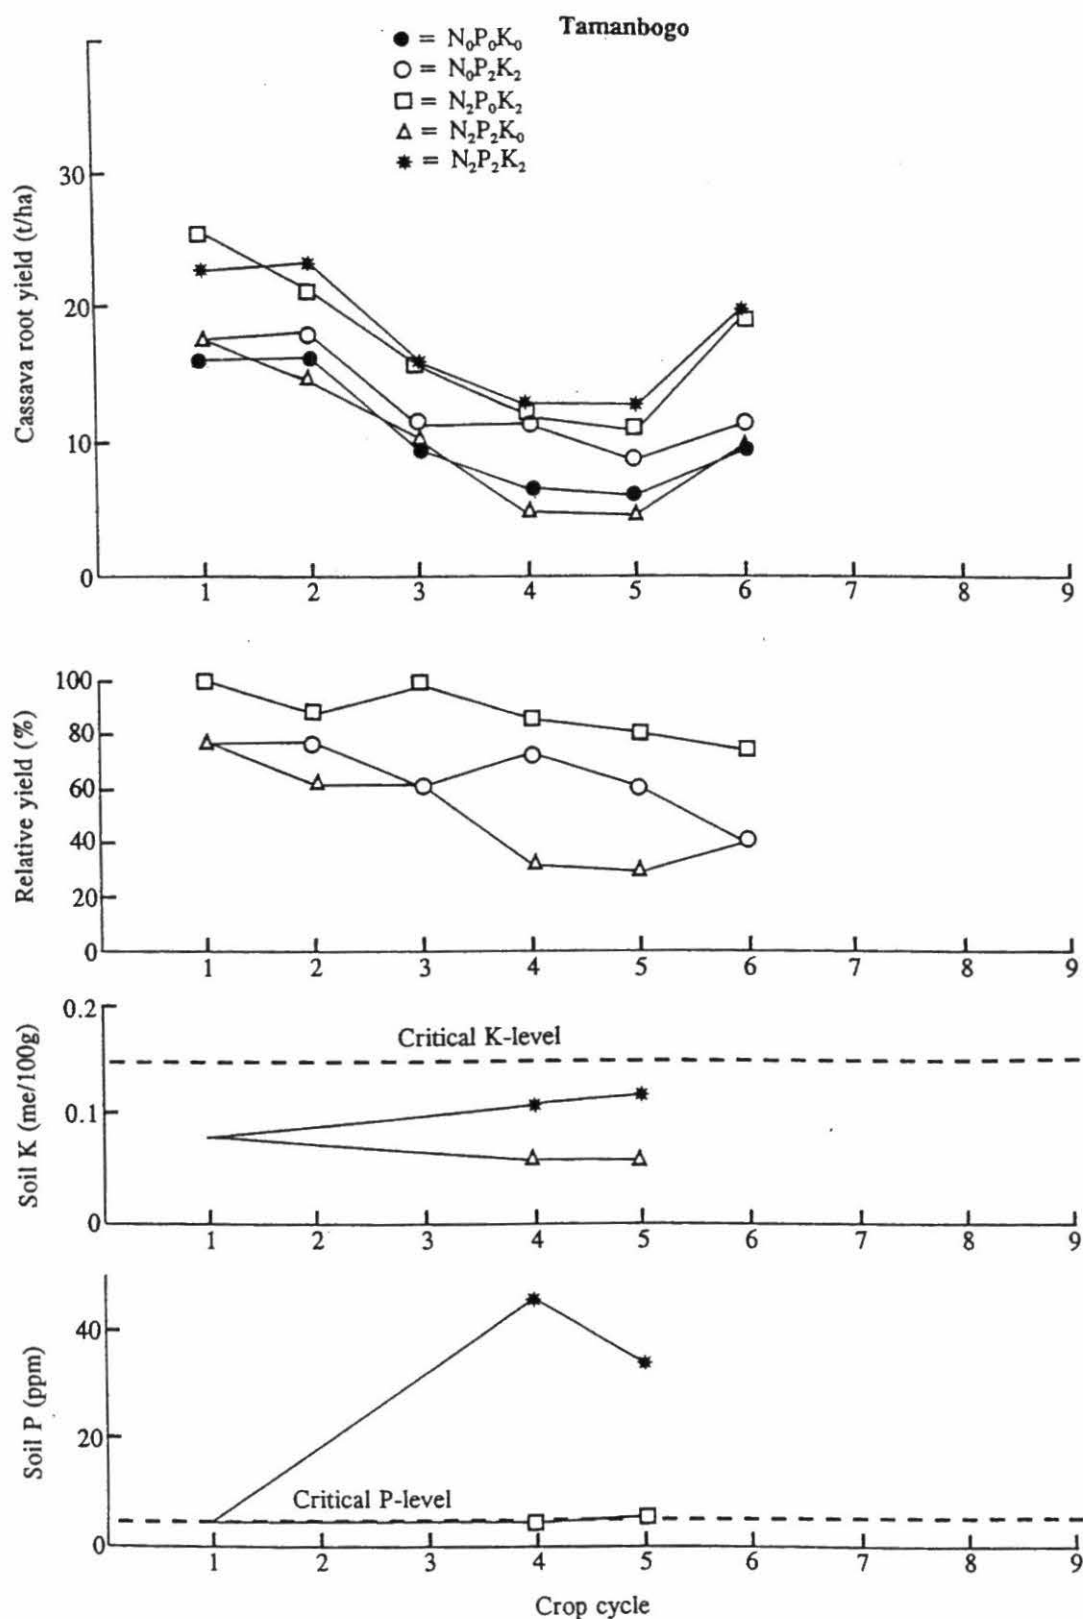 Tamanbogo
● = N₀P₀K₀
○ = N₀P₂K₂
□ = N₂P₀K₂
△ = N₂P₂K₀
✷ = N₂P₂K₂
Cassava root yield (t/ha)
30
20
10
0
1 2 3 4 5 6 7 8 9
Relative yield (%)
100
80
60
40
20
0
1 2 3 4 5 6 7 8 9
Soil K (me/100g)
0.2
Critical K-level
0.1
0
1 2 3 4 5 6 7 8 9
Soil P (ppm)
40
20
Critical P-level
0
1 2 3 4 5 6 7 8 9
Crop cycle